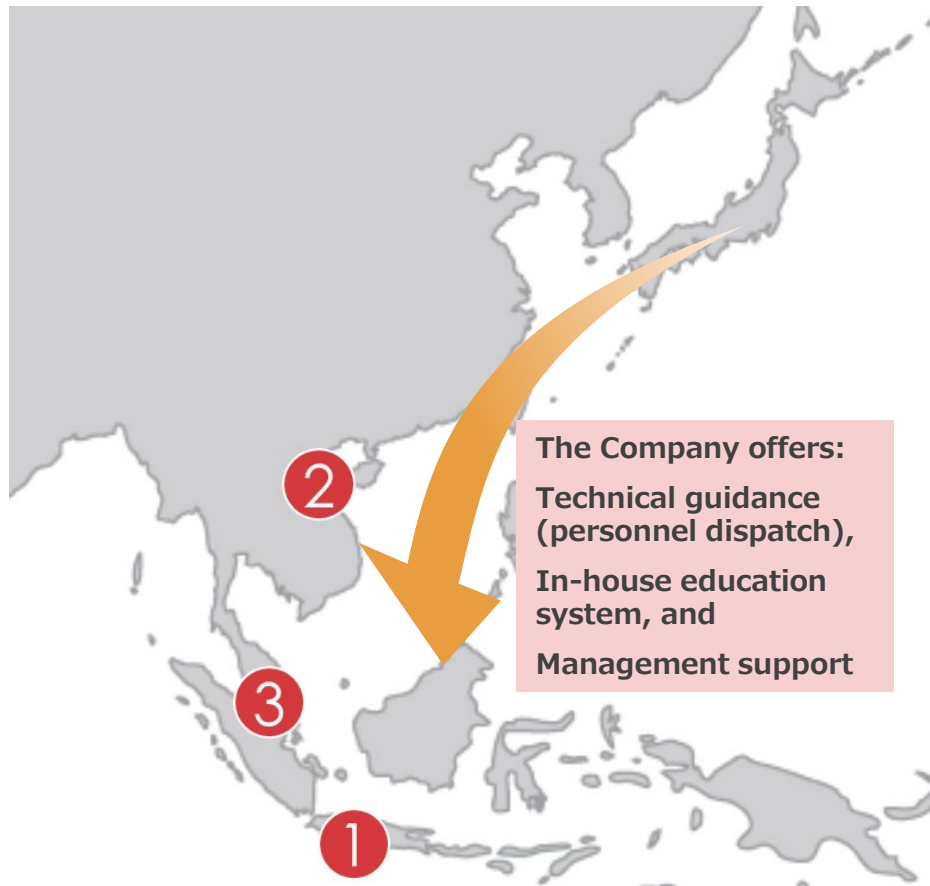 The Company offers:
Technical guidance
(personnel dispatch),
In-house education
system, and
Management support
2
3
1